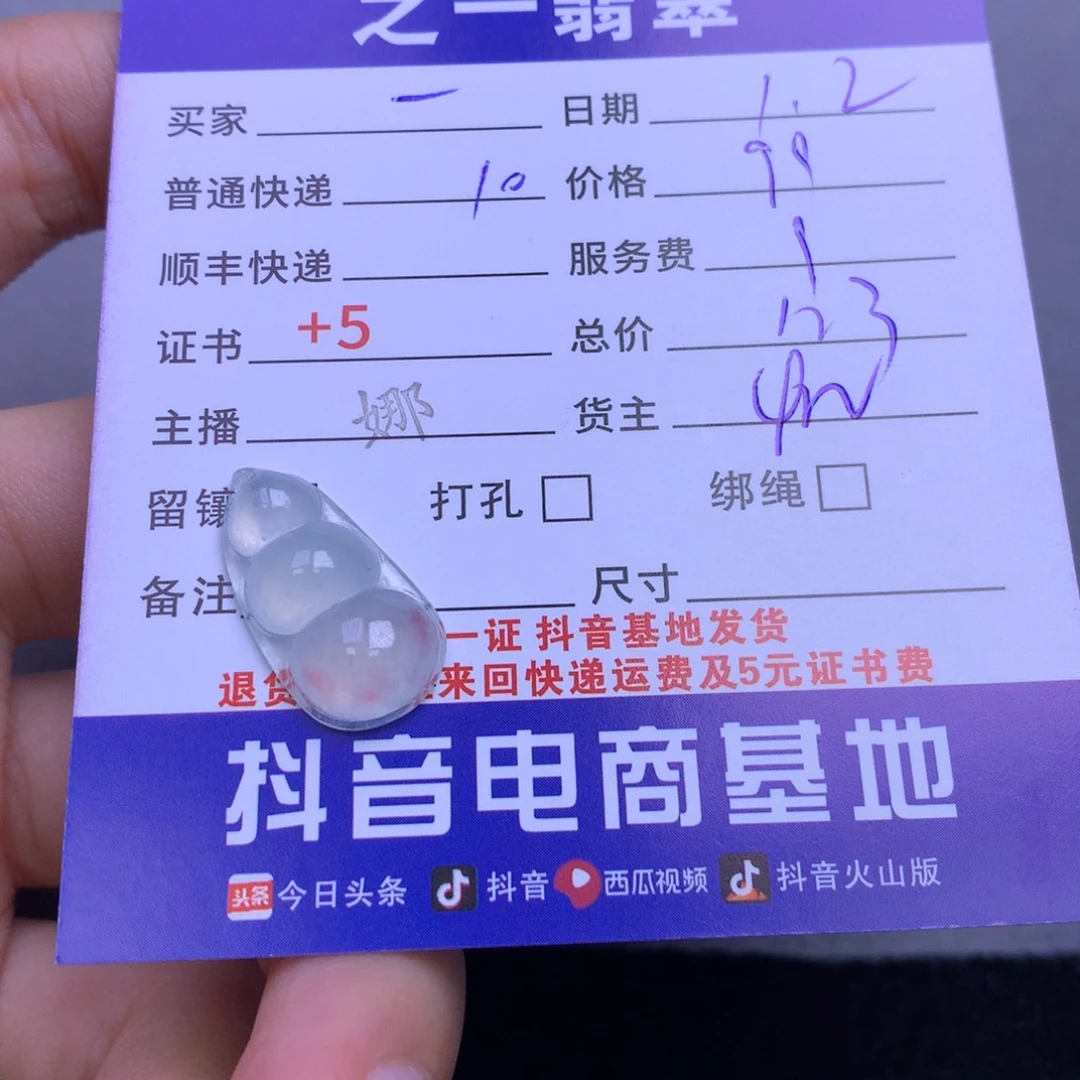 之一翡翠
买家 一 日期 1.2
普通快递 10 价格 99
顺丰快递 服务费
证书 +5 总价
主播 娜 货主
留镶 打孔 绑绳
备注 尺寸
一证 抖音基地发货
退货 来回快递运费及5元证书费
抖音电商基地
头条 今日头条 抖音 西瓜视频 抖音火山版